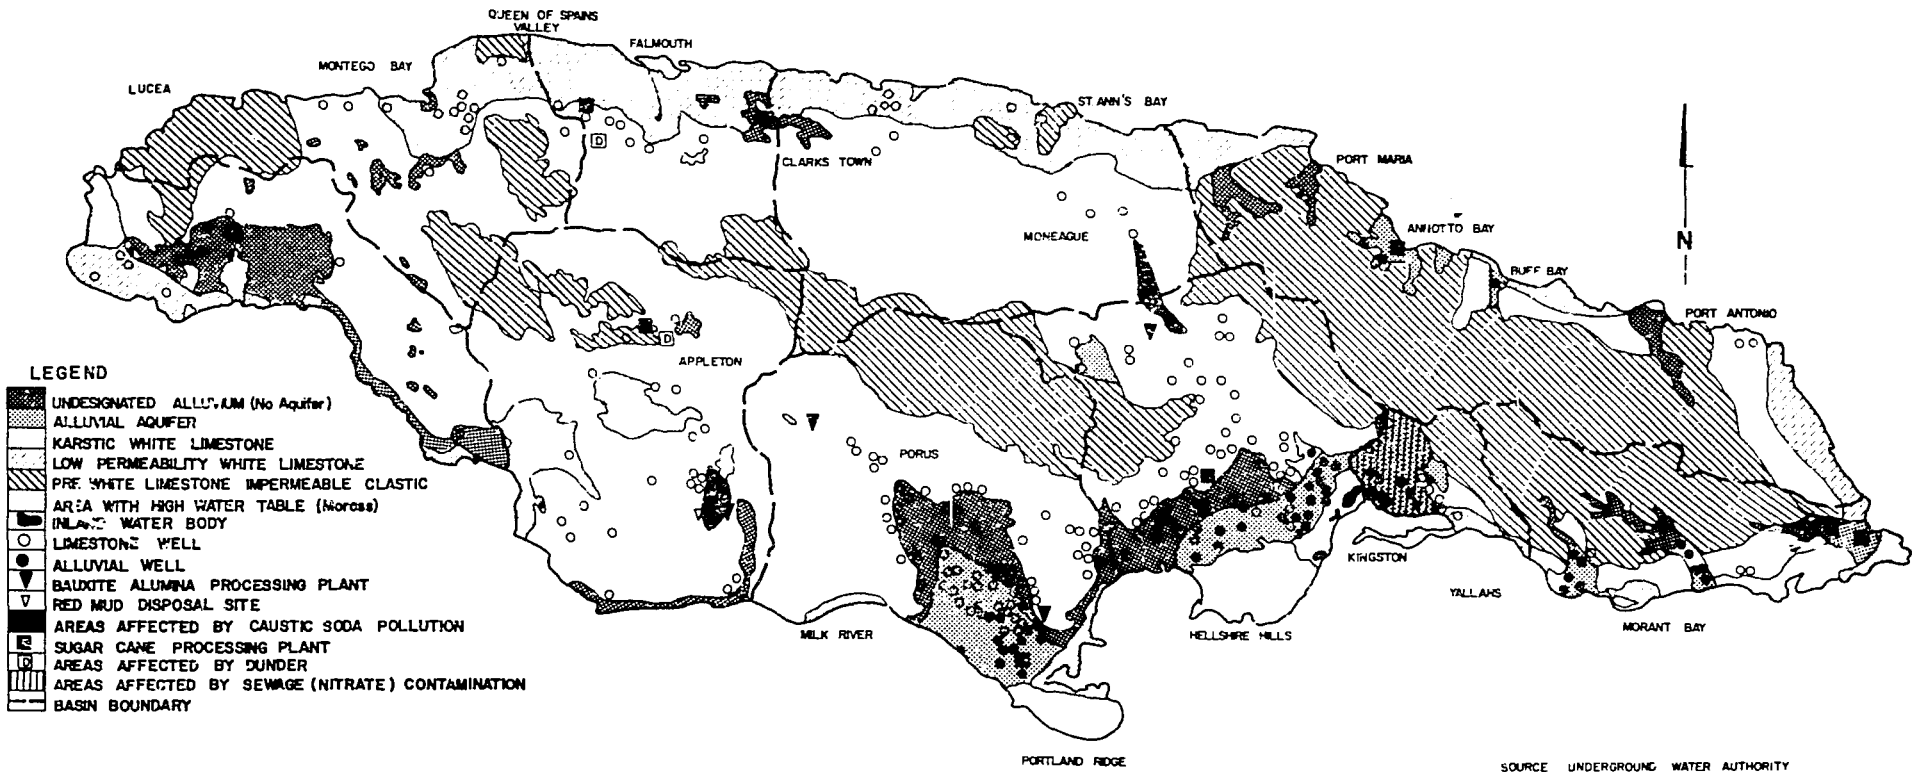 QUEEN OF SPAINS
VALLEY
FALMOUTH
MONTEGO BAY
LUCEA
ST ANN'S BAY
PORT MARIA
CLARKS TOWN
D
MONEAGUE
ANNOTTO BAY
N
BUFF BAY
PORT ANTONIO
D
APPLETON
PORUS
KINGSTON
YALLAHS
MORANT BAY
MILK RIVER
HELLSHIRE HILLS
PORTLAND RIDGE
LEGEND
UNDESIGNATED ALLUVIUM (No Aquifer)
ALLUVIAL AQUIFER
KARSTIC WHITE LIMESTONE
LOW PERMEABILITY WHITE LIMESTONE
PRE WHITE LIMESTONE IMPERMEABLE CLASTIC
AREA WITH HIGH WATER TABLE (Morass)
INLAND WATER BODY
LIMESTONE WELL
ALLUVIAL WELL
BAUXITE ALUMINA PROCESSING PLANT
RED MUD DISPOSAL SITE
AREAS AFFECTED BY CAUSTIC SODA POLLUTION
SUGAR CANE PROCESSING PLANT
D AREAS AFFECTED BY DUNDER
AREAS AFFECTED BY SEWAGE (NITRATE) CONTAMINATION
BASIN BOUNDARY
SOURCE UNDERGROUND WATER AUTHORITY